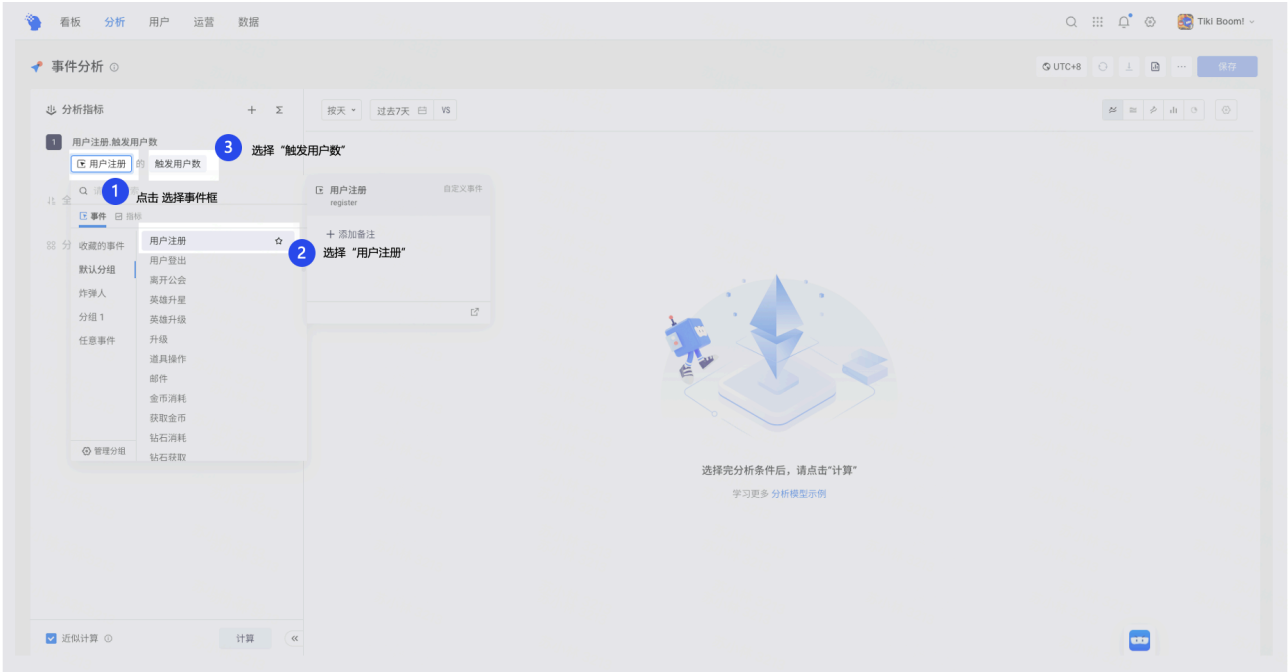 看板 分析 用户 运营 数据 Tiki Boom!
事件分析 UTC+8 保存
分析指标 + Σ 按天 过去7天 VS
1 用户注册.触发用户数
用户注册 的 触发用户数 3 选择“触发用户数”
1 点击 选择事件框
全
事件 指标
分
收藏的事件
默认分组
炸弹人
分组 1
任意事件
管理分组
用户注册
用户登出
离开公会
英雄升星
英雄升级
升级
道具操作
邮件
金币消耗
获取金币
钻石消耗
钻石获取
用户注册 自定义事件
register
+ 添加备注
2 选择“用户注册”
选择完分析条件后，请点击“计算”
学习更多 分析模型示例
近似计算 计算 «